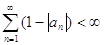 ∑_{n=1}^{∞} (1 − |a_n|) < ∞